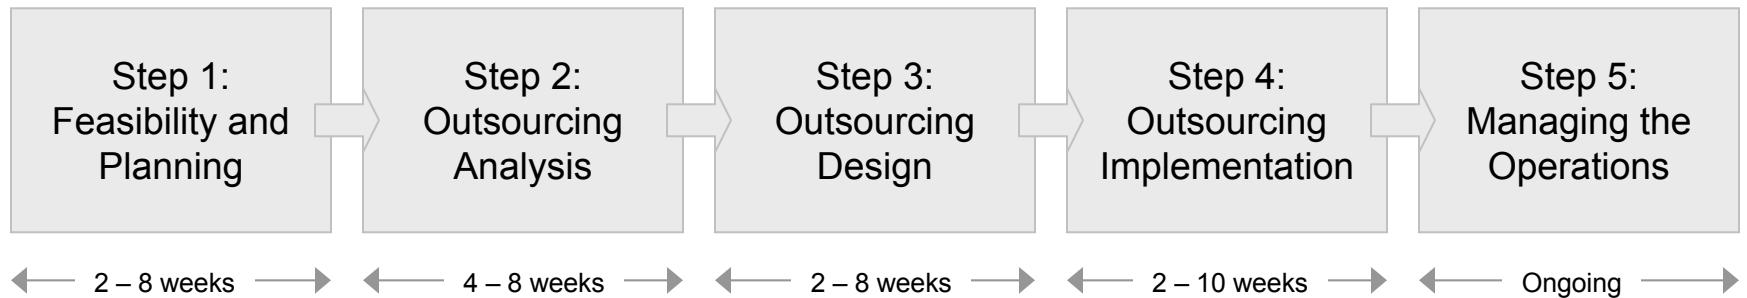 Step 1:
Feasibility and
Planning
Step 2:
Outsourcing
Analysis
Step 3:
Outsourcing
Design
Step 4:
Outsourcing
Implementation
Step 5:
Managing the
Operations
2 – 8 weeks
4 – 8 weeks
2 – 8 weeks
2 – 10 weeks
Ongoing